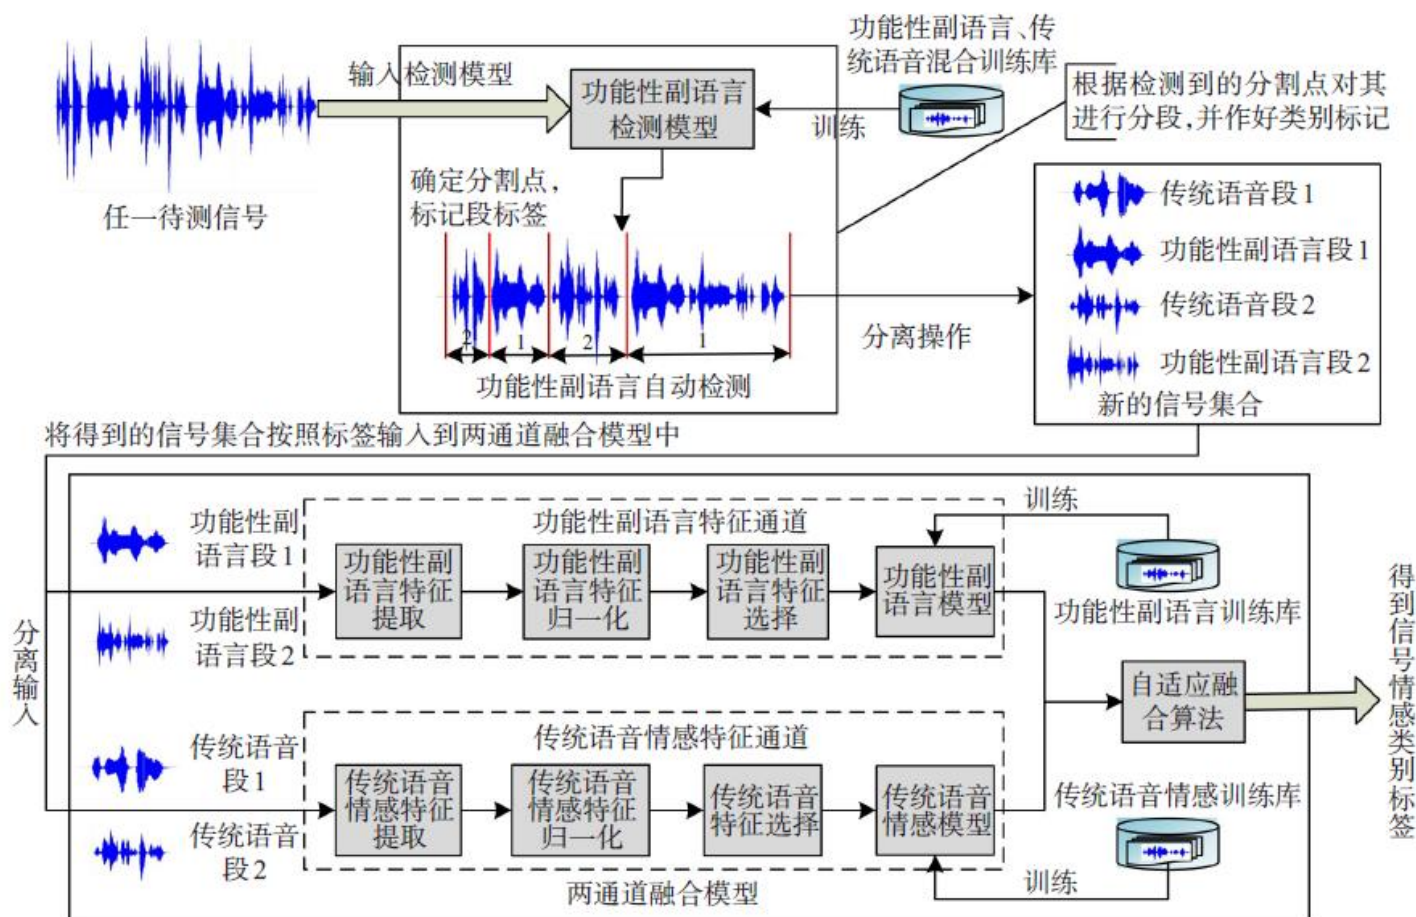 功能性副语言、传
统语音混合训练库
输入检测模型
功能性副语言
检测模型
训练
根据检测到的分割点对其
进行分段,并作好类别标记
任一待测信号
确定分割点,
标记段标签
2
1
2
1
功能性副语言自动检测
分离操作
传统语音段1
功能性副语言段1
传统语音段2
功能性副语言段2
新的信号集合
将得到的信号集合按照标签输入到两通道融合模型中
分离输入
功能性副
语言段1
功能性副
语言段2
功能性副语言特征通道
功能性副
语言特征
提取
功能性副
语言特征
归一化
功能性副
语言特征
选择
功能性副
语言模型
训练
功能性副语言训练库
自适应融
合算法
得到信号情感类别标签
传统语音
段1
传统语音
段2
传统语音情感特征通道
传统语音
情感特征
提取
传统语音
情感特征
归一化
传统语音
特征选择
传统语音
情感模型
传统语音情感训练库
训练
两通道融合模型